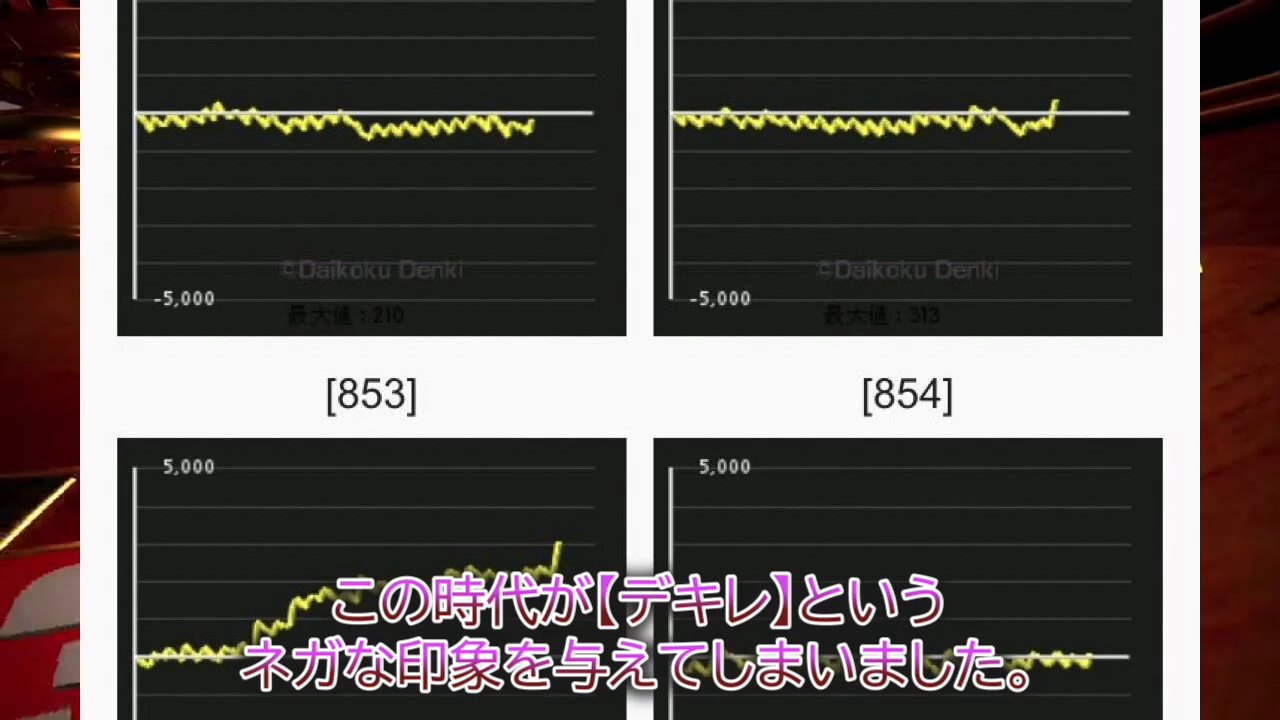 ©Daikoku Denki
©Daikoku Denki
-5,000
-5,000
最大値：210
最大値：313
[853]
[854]
5,000
5,000
この時代が【デキレ】という
ネガな印象を与えてしまいました。